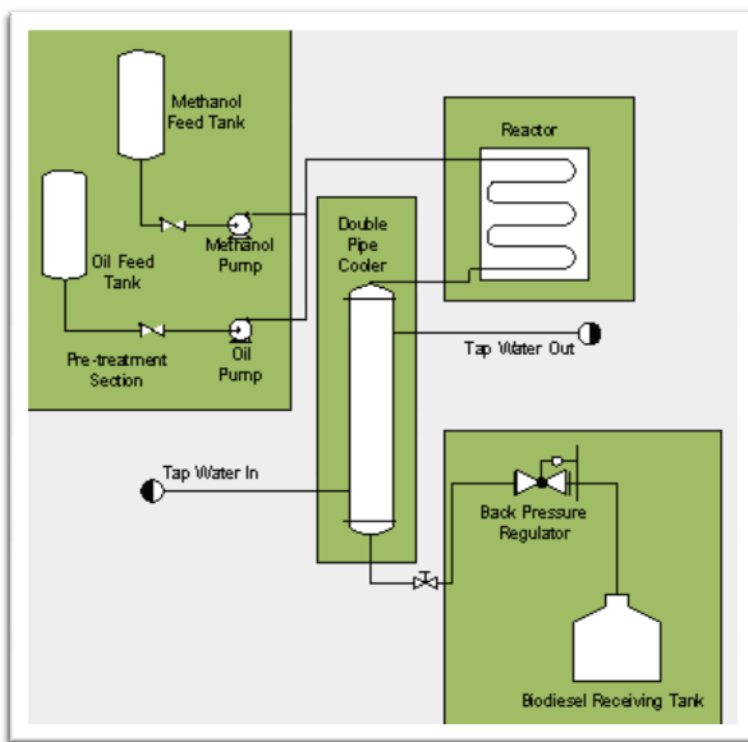 Methanol
Feed Tank
Oil Feed
Tank
Methanol
Pump
Pre-treatment
Section
Oil
Pump
Double
Pipe
Cooler
Reactor
Tap Water Out
Tap Water In
Back Pressure
Regulator
Biodiesel Receiving Tank